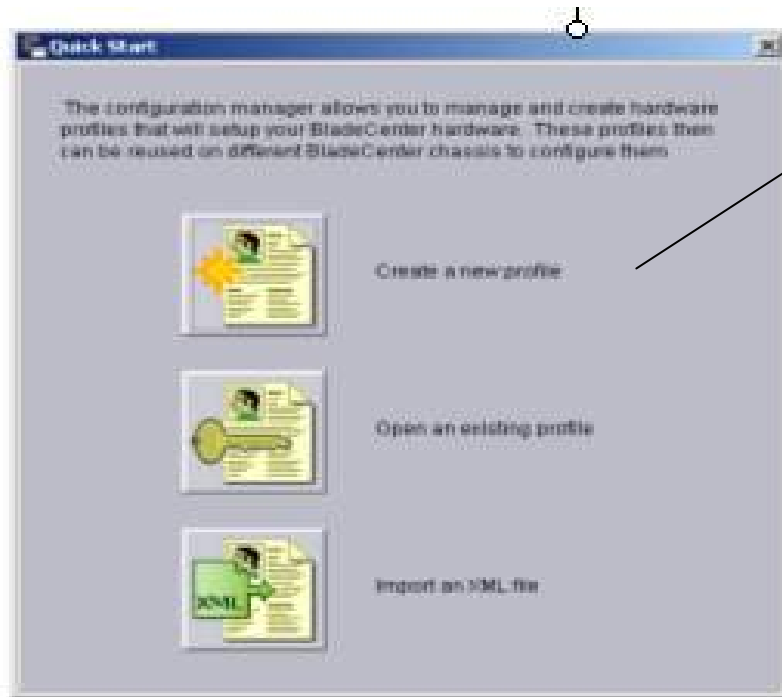 Quick Start
The configuration manager allows you to manage and create hardware
profiles that will setup your BladeCenter hardware. These profiles then
can be reused on different BladeCenter chassis to configure them
Create a new profile
Open an existing profile
XML
Import an XML file